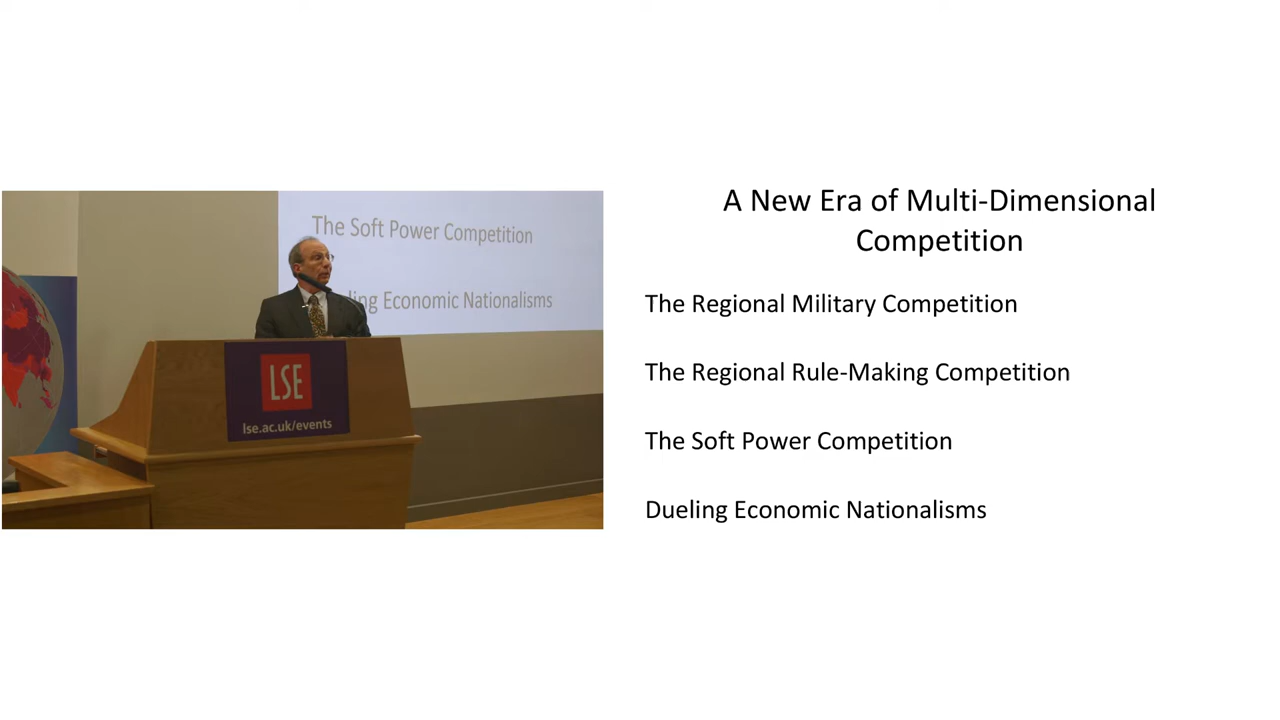 The Soft Power Competition
ling Economic Nationalisms
LSE
lse.ac.uk/events
A New Era of Multi-Dimensional
Competition
The Regional Military Competition
The Regional Rule-Making Competition
The Soft Power Competition
Dueling Economic Nationalisms